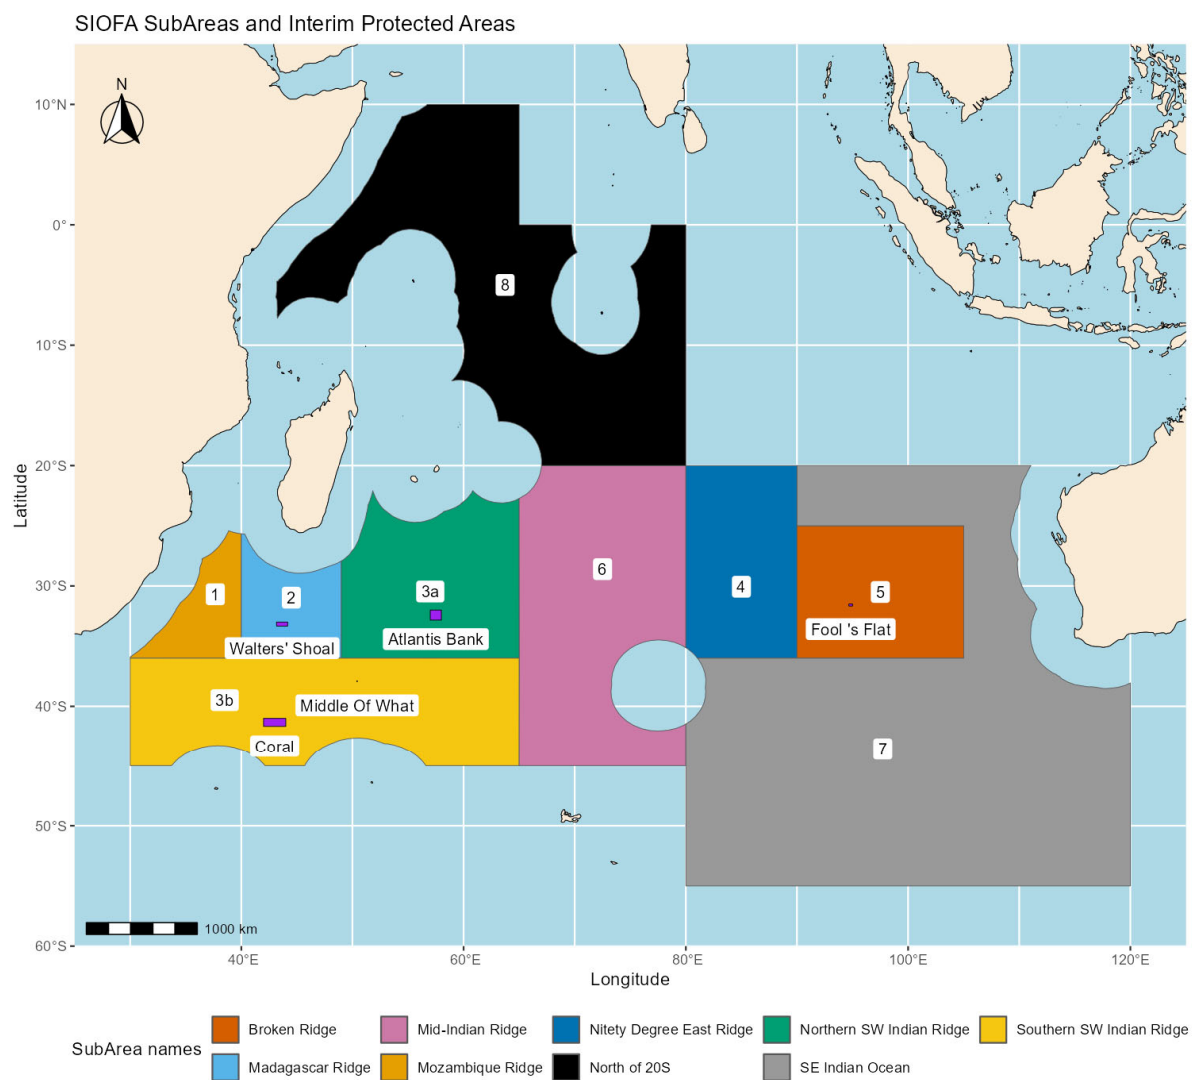 SIOFA SubAreas and Interim Protected Areas
N
10°N
0°
10°S
20°S
30°S
40°S
50°S
60°S
Latitude
8
6
1
2
3a
4
5
Walters' Shoal
Atlantis Bank
Fool 's Flat
3b
Middle Of What
Coral
7
1000 km
40°E
60°E
80°E
100°E
120°E
Longitude
SubArea names
Broken Ridge
Mid-Indian Ridge
Nitety Degree East Ridge
Northern SW Indian Ridge
Southern SW Indian Ridge
Madagascar Ridge
Mozambique Ridge
North of 20S
SE Indian Ocean